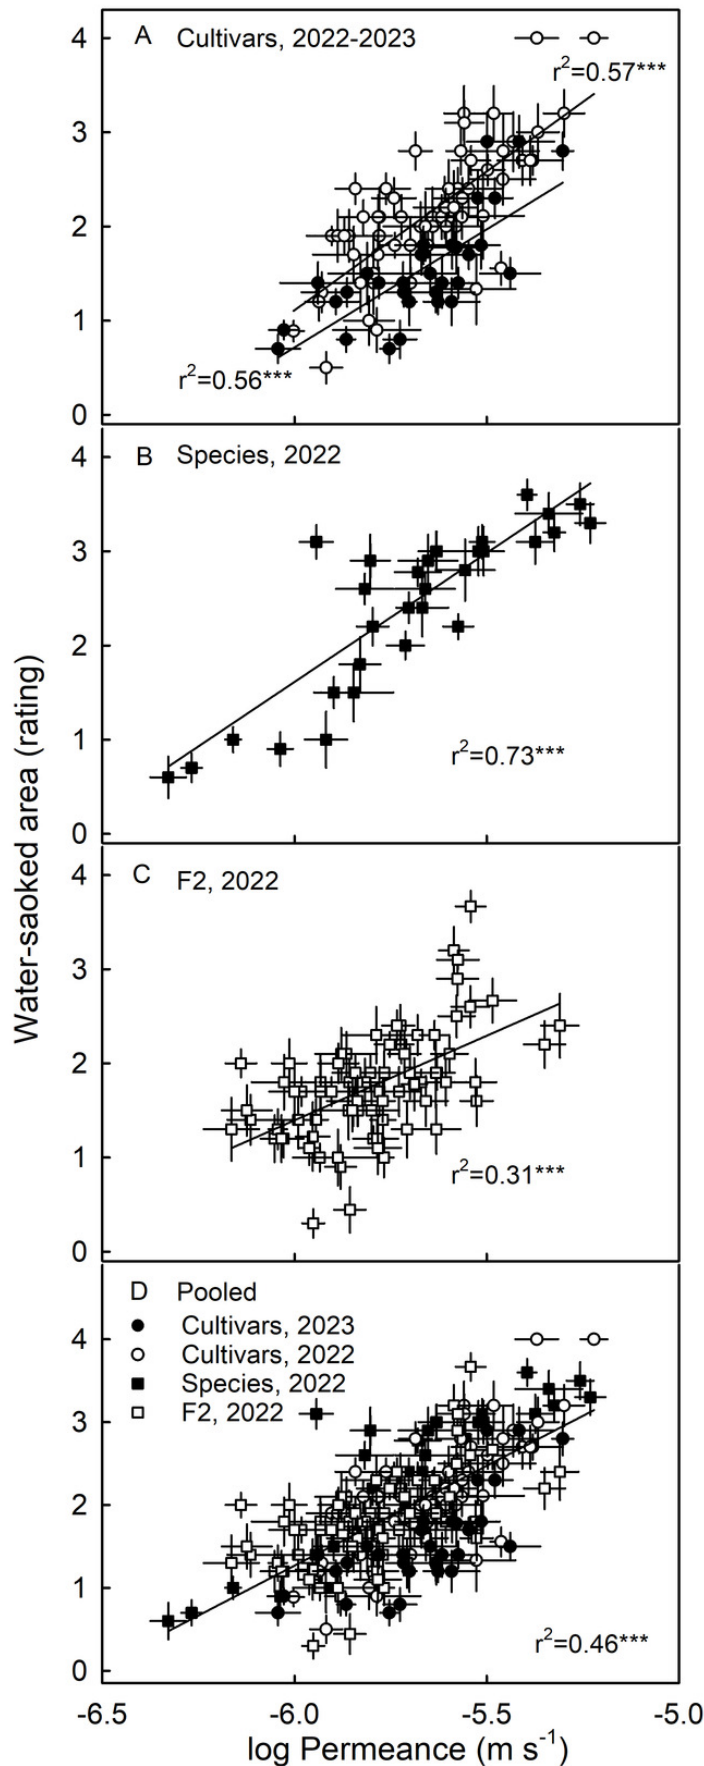 A Cultivars, 2022-2023
r²=0.57***
r²=0.56***
4
3
2
1
0
B Species, 2022
r²=0.73***
4
3
2
1
0
C F2, 2022
r²=0.31***
4
3
2
1
0
D Pooled
Cultivars, 2023
Cultivars, 2022
Species, 2022
F2, 2022
r²=0.46***
4
3
2
1
0
-6.5 -6.0 -5.5 -5.0
log Permeance (m s⁻¹)
Water-saoked area (rating)